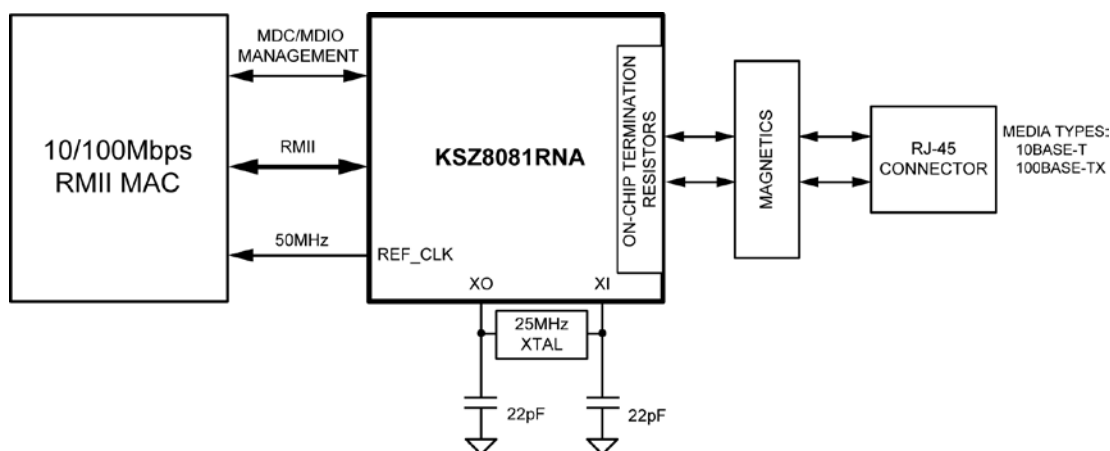 10/100Mbps
RMII MAC
MDC/MDIO
MANAGEMENT
RMII
50MHz
KSZ8081RNA
REF_CLK
XO
XI
ON-CHIP TERMINATION
RESISTORS
25MHz
XTAL
22pF
22pF
MAGNETICS
RJ-45
CONNECTOR
MEDIA TYPES:
10BASE-T
100BASE-TX